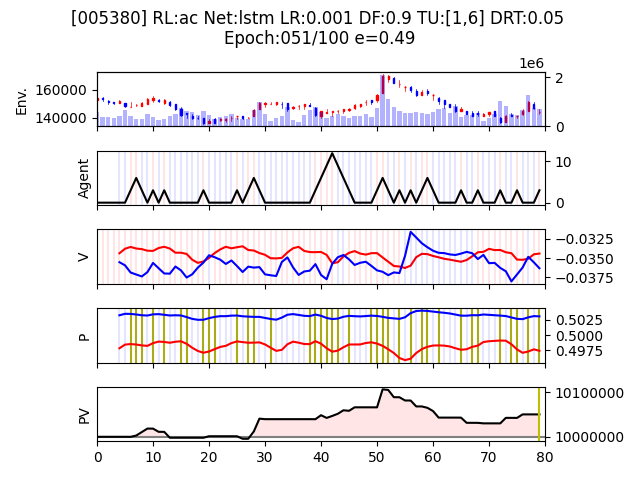 [005380] RL:ac Net:lstm LR:0.001 DF:0.9 TU:[1,6] DRT:0.05
Epoch:051/100 e=0.49
1e6
Env.
160000
140000
2
0
Agent
10
0
V
−0.0325
−0.0350
−0.0375
P
0.5025
0.5000
0.4975
PV
10100000
10000000
0 10 20 30 40 50 60 70 80